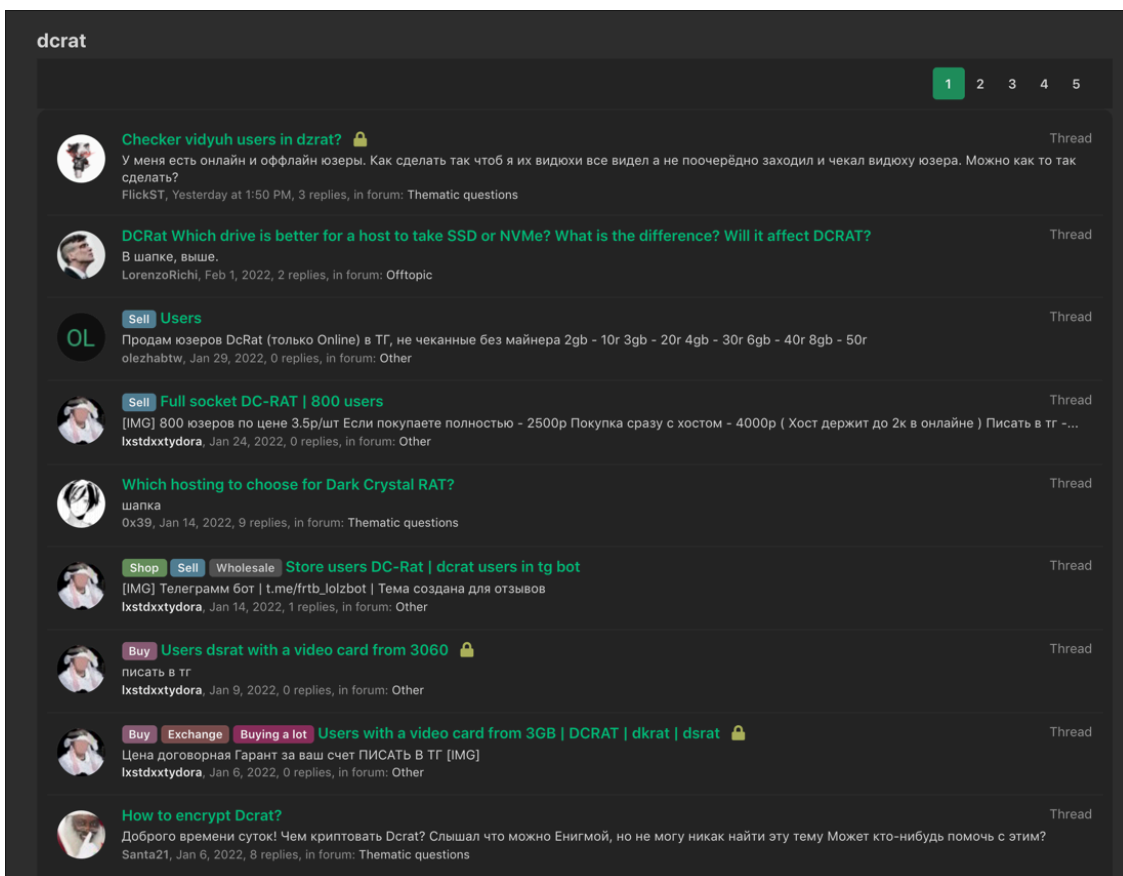 dcrat
1 2 3 4 5
Checker vidyuh users in dzrat? Thread
У меня есть онлайн и оффлайн юзеры. Как сделать так чтоб я их видюхи все видел а не поочерёдно заходил и чекал видюху юзера. Можно как то так
сделать?
FlickST, Yesterday at 1:50 PM, 3 replies, in forum: Thematic questions
DCRat Which drive is better for a host to take SSD or NVMe? What is the difference? Will it affect DCRAT? Thread
В шапке, выше.
LorenzoRichi, Feb 1, 2022, 2 replies, in forum: Offtopic
OL
Sell Users Thread
Продам юзеров DcRat (только Online) в ТГ, не чеканные без майнера 2gb - 10г 3gb - 20г 4gb - 30г 6gb - 40г 8gb - 50г
olezhabtw, Jan 29, 2022, 0 replies, in forum: Other
Sell Full socket DC-RAT | 800 users Thread
[IMG] 800 юзеров по цене 3.5р/шт Если покупаете полностью - 2500р Покупка сразу с хостом - 4000р ( Хост держит до 2к в онлайне ) Писать в тг -...
lxstdxxtydora, Jan 24, 2022, 0 replies, in forum: Other
Which hosting to choose for Dark Crystal RAT? Thread
шапка
0x39, Jan 14, 2022, 9 replies, in forum: Thematic questions
Shop Sell Wholesale Store users DC-Rat | dcrat users in tg bot Thread
[IMG] Телеграмм бот | t.me/frtb_lolzbot | Тема создана для отзывов
lxstdxxtydora, Jan 14, 2022, 1 replies, in forum: Other
Buy Users dsrat with a video card from 3060 Thread
писать в тг
lxstdxxtydora, Jan 9, 2022, 0 replies, in forum: Other
Buy Exchange Buying a lot Users with a video card from 3GB | DCRAT | dkrat | dsrat Thread
Цена договорная Гарант за ваш счет ПИСАТЬ В ТГ [IMG]
lxstdxxtydora, Jan 6, 2022, 0 replies, in forum: Other
How to encrypt Dcrat? Thread
Доброго времени суток! Чем криптовать Dcrat? Слышал что можно Енигмой, но не могу никак найти эту тему Может кто-нибудь помочь с этим?
Santa21, Jan 6, 2022, 8 replies, in forum: Thematic questions